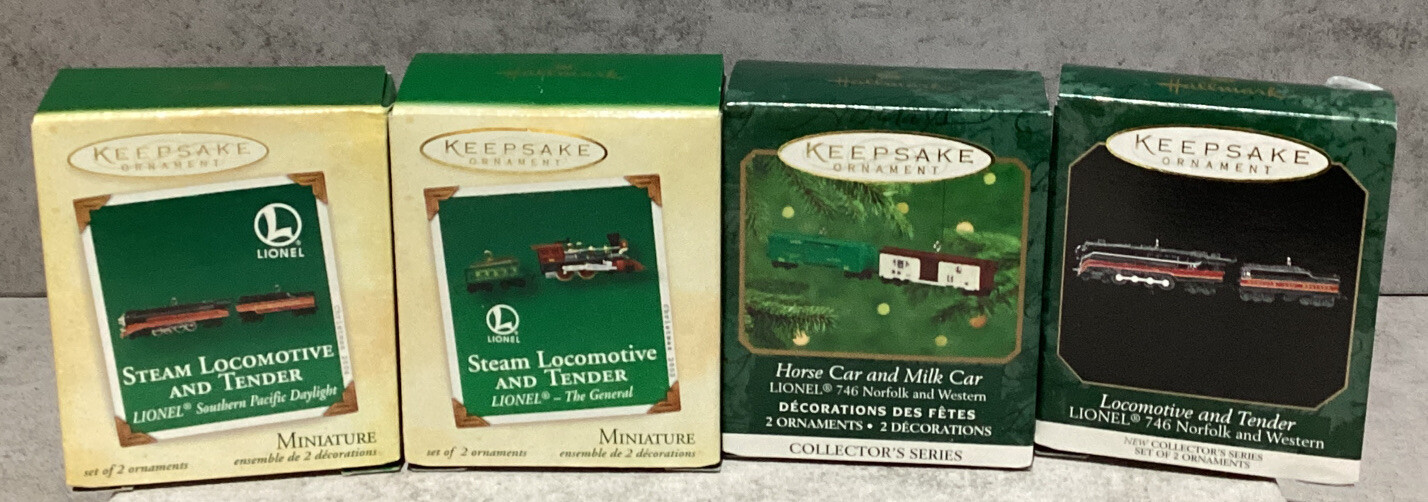 KEEPSAKE
ORNAMENT
LIONEL
STEAM LOCOMOTIVE
AND TENDER
LIONEL® Southern Pacific Daylight
MINIATURE
set of 2 ornaments
ensemble de 2 décorations
Hallmark
KEEPSAKE
ORNAMENT
LIONEL
Steam Locomotive
AND TENDER
LIONEL® – The General
MINIATURE
set of 2 ornaments
ensemble de 2 décorations
Hallmark
KEEPSAKE
ORNAMENT
Horse Car and Milk Car
LIONEL® 746 Norfolk and Western
DÉCORATIONS DES FÊTES
2 ORNAMENTS • 2 DÉCORATIONS
COLLECTOR'S SERIES
Hallmark
KEEPSAKE
ORNAMENT
Locomotive and Tender
LIONEL® 746 Norfolk and Western
NEW COLLECTOR'S SERIES
SET OF 2 ORNAMENTS